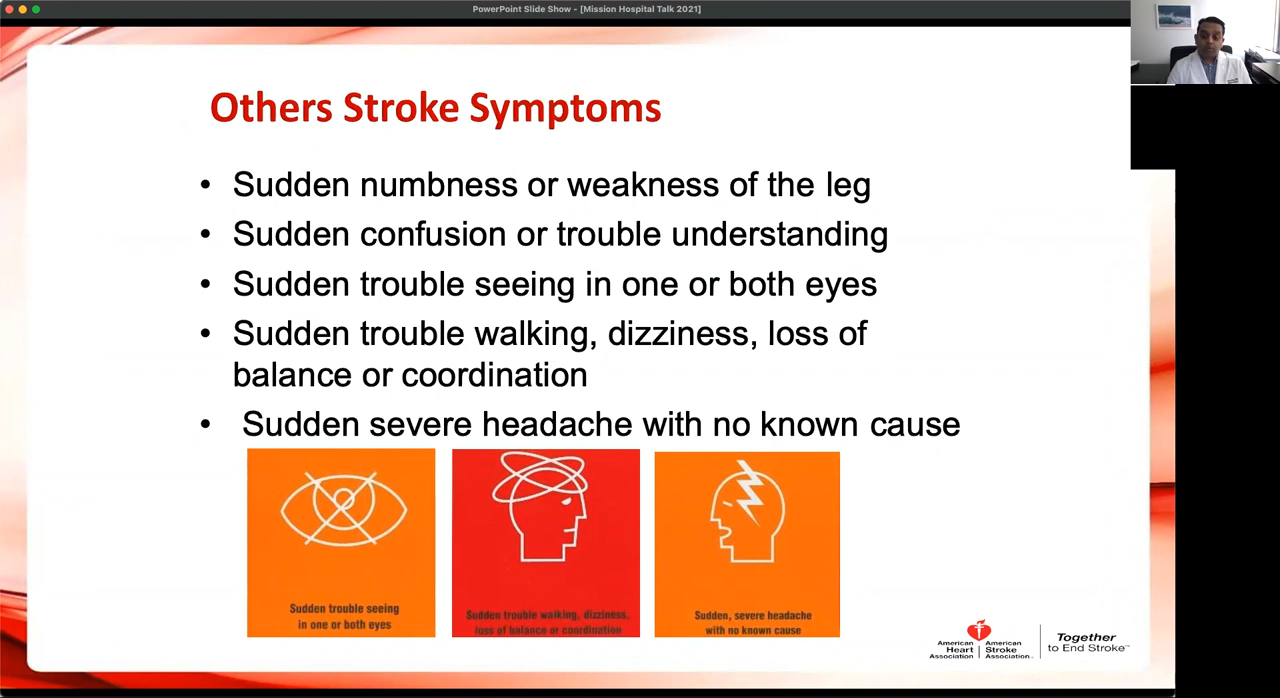 PowerPoint Slide Show - [Mission Hospital Talk 2021]
Others Stroke Symptoms
• Sudden numbness or weakness of the leg
• Sudden confusion or trouble understanding
• Sudden trouble seeing in one or both eyes
• Sudden trouble walking, dizziness, loss of
balance or coordination
• Sudden severe headache with no known cause
Sudden trouble seeing
in one or both eyes
Sudden trouble walking, dizziness,
loss of balance or coordination
Sudden, severe headache
with no known cause
American
Heart
Association
American
Stroke
Association™
Together
to End Stroke™